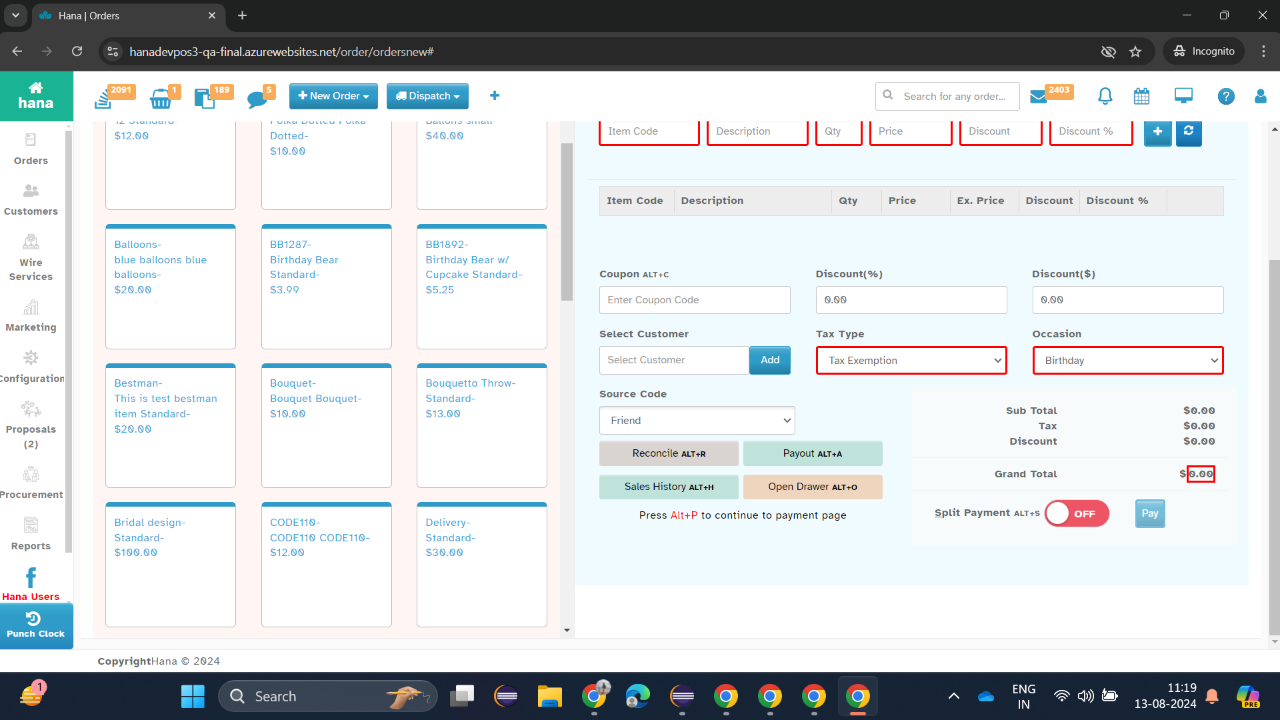 Hana | Orders
hanadevpos3-qa-final.azurewebsites.net/order/ordersnew#
Incognito
hana
2091
1
189
5
New Order
Dispatch
Search for any order...
2403
Orders
Customers
Wire
Services
Marketing
Configuration
Proposals
(2)
Procurement
Reports
Hana Users
Punch Clock
12 Standard
$12.00
Polka Dotted Polka
Dotted-
$10.00
Ballons small
$40.00
Balloons-
blue balloons blue
balloons-
$20.00
BB1287-
Birthday Bear
Standard-
$3.99
BB1892-
Birthday Bear w/
Cupcake Standard-
$5.25
Bestman-
This is test bestman
item Standard-
$20.00
Bouquet-
Bouquet Bouquet-
$10.00
Bouquetto Throw-
Standard-
$13.00
Bridal design-
Standard-
$100.00
CODE110-
CODE110 CODE110-
$12.00
Delivery-
Standard-
$30.00
Item Code Description Qty Price Discount Discount %
Item Code Description Qty Price Ex. Price Discount Discount %
Coupon ALT+C Discount(%) Discount($)
Enter Coupon Code 0.00 0.00
Select Customer Tax Type Occasion
Select Customer Add Tax Exemption Birthday
Source Code
Friend
Reconcile ALT+R Payout ALT+A
Sales History ALT+H Open Drawer ALT+O
Press Alt+P to continue to payment page
Sub Total $0.00
Tax $0.00
Discount $0.00
Grand Total $ 0.00
Split Payment ALT+S OFF Pay
CopyrightHana © 2024
1
Search
PRE
ENG
IN
11:19
13-08-2024